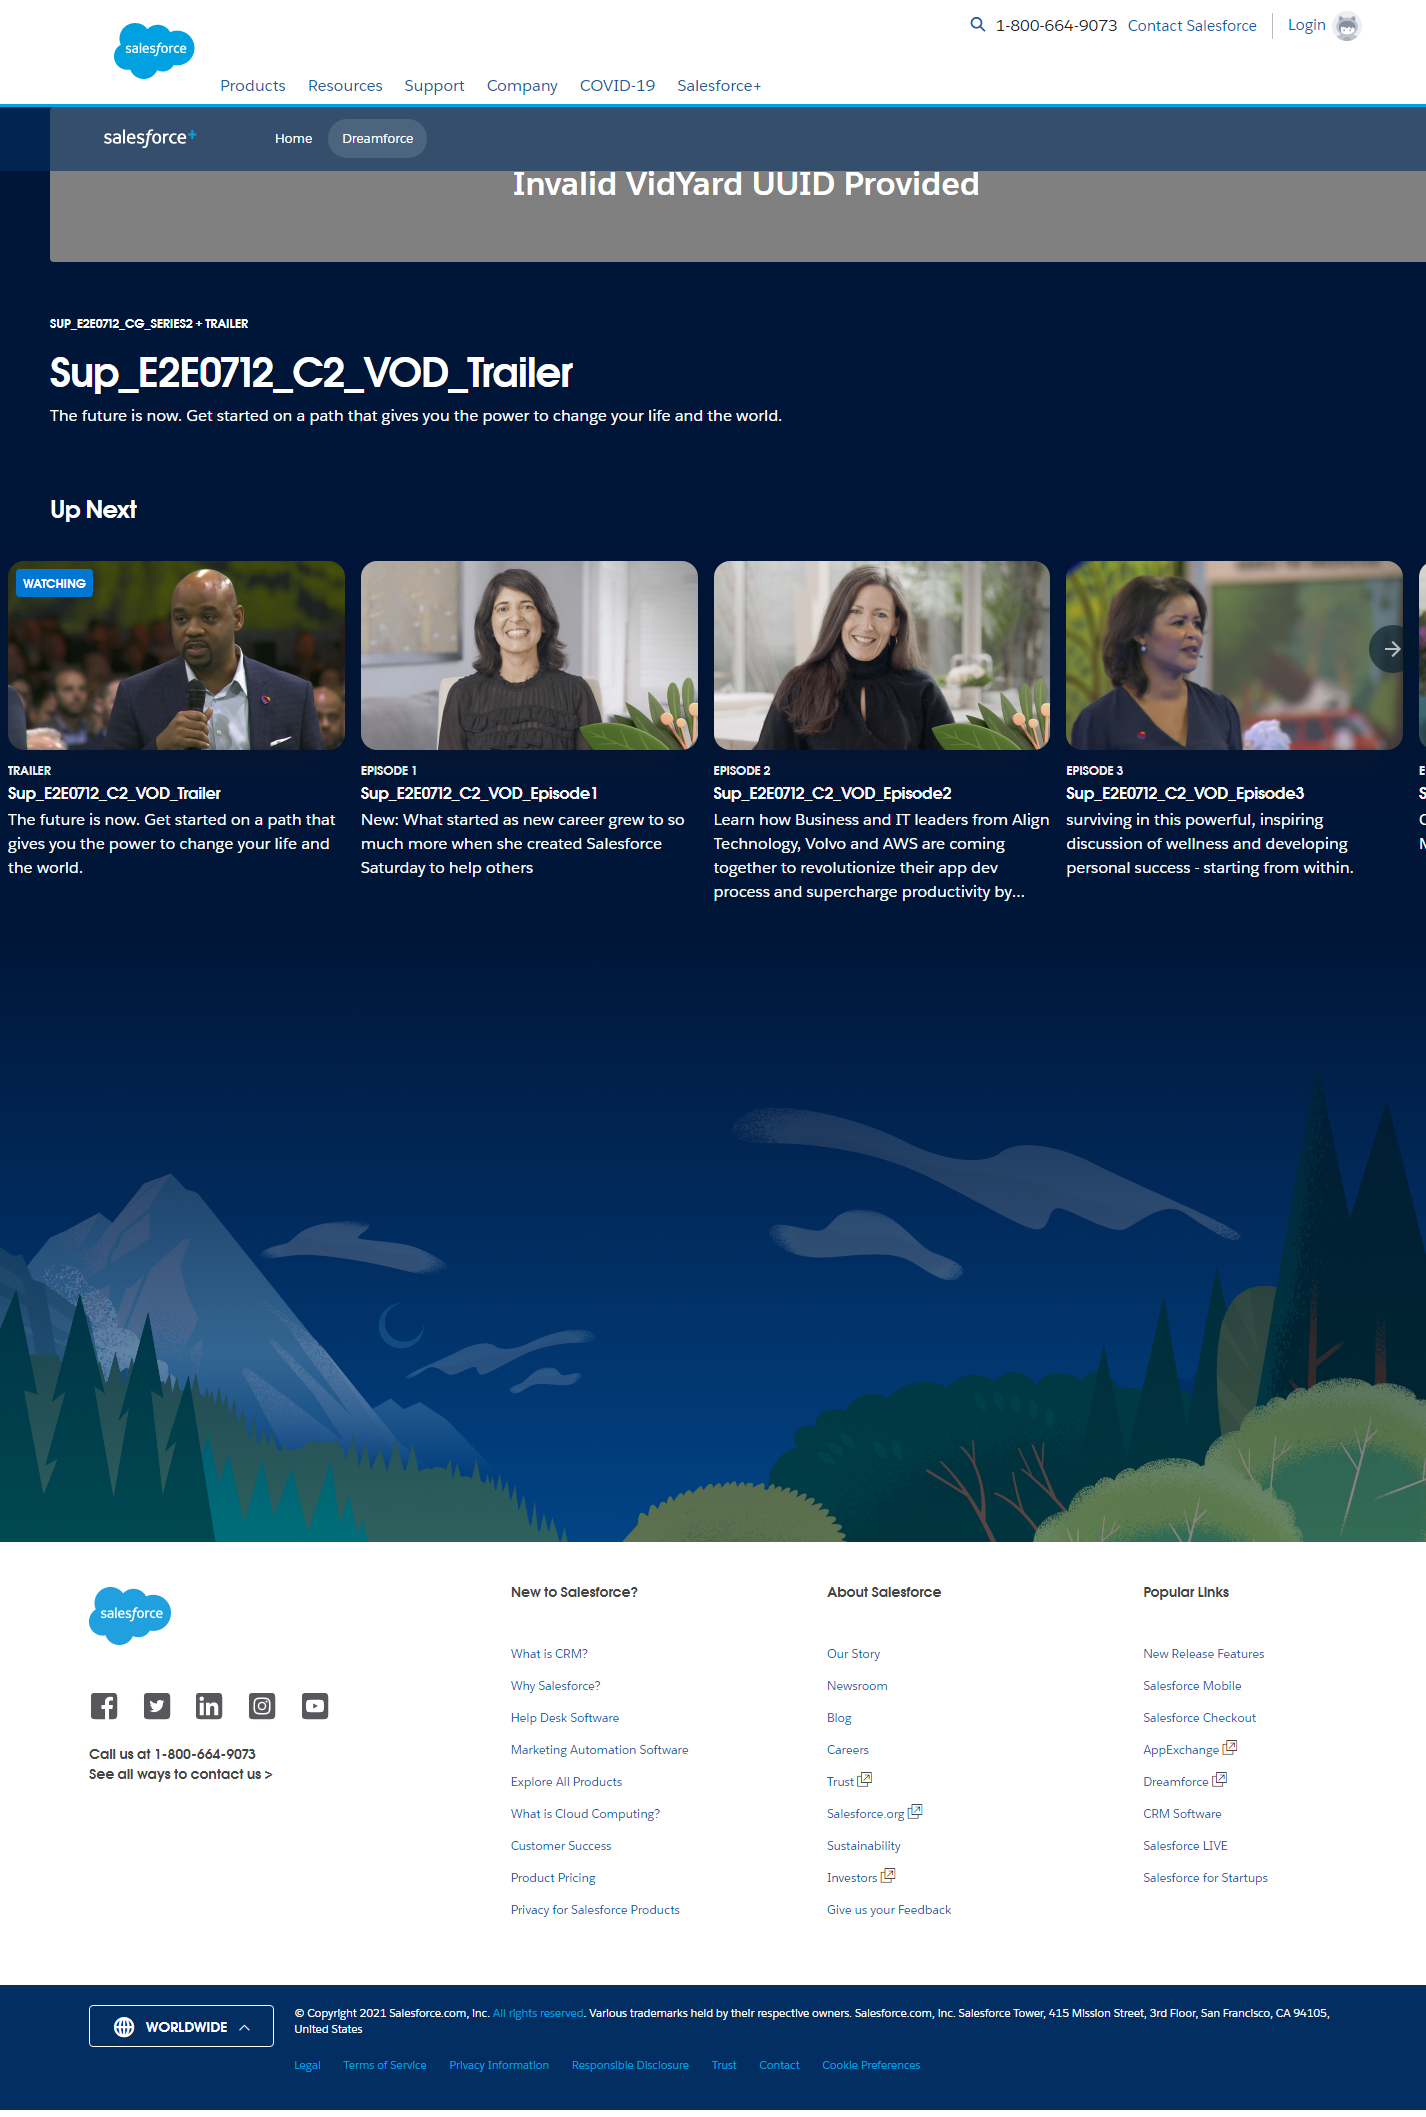 salesforce
1-800-664-9073 Contact Salesforce Login
Products Resources Support Company COVID-19 Salesforce+
salesforce+ Home Dreamforce
Invalid VidYard UUID Provided
SUP_E2E0712_CG_SERIES2 + TRAILER
Sup_E2E0712_C2_VOD_Trailer
The future is now. Get started on a path that gives you the power to change your life and the world.
Up Next
WATCHING
TRAILER
Sup_E2E0712_C2_VOD_Trailer
The future is now. Get started on a path that
gives you the power to change your life and
the world.
EPISODE 1
Sup_E2E0712_C2_VOD_Episode1
New: What started as new career grew to so
much more when she created Salesforce
Saturday to help others
EPISODE 2
Sup_E2E0712_C2_VOD_Episode2
Learn how Business and IT leaders from Align
Technology, Volvo and AWS are coming
together to revolutionize their app dev
process and supercharge productivity by...
EPISODE 3
Sup_E2E0712_C2_VOD_Episode3
surviving in this powerful, inspiring
discussion of wellness and developing
personal success - starting from within.
salesforce
Call us at 1-800-664-9073
See all ways to contact us >
New to Salesforce?
What is CRM?
Why Salesforce?
Help Desk Software
Marketing Automation Software
Explore All Products
What is Cloud Computing?
Customer Success
Product Pricing
Privacy for Salesforce Products
About Salesforce
Our Story
Newsroom
Blog
Careers
Trust
Salesforce.org
Sustainability
Investors
Give us your Feedback
Popular Links
New Release Features
Salesforce Mobile
Salesforce Checkout
AppExchange
Dreamforce
CRM Software
Salesforce LIVE
Salesforce for Startups
WORLDWIDE
© Copyright 2021 Salesforce.com, inc. All rights reserved. Various trademarks held by their respective owners. Salesforce.com, inc. Salesforce Tower, 415 Mission Street, 3rd Floor, San Francisco, CA 94105,
United States
Legal Terms of Service Privacy Information Responsible Disclosure Trust Contact Cookie Preferences